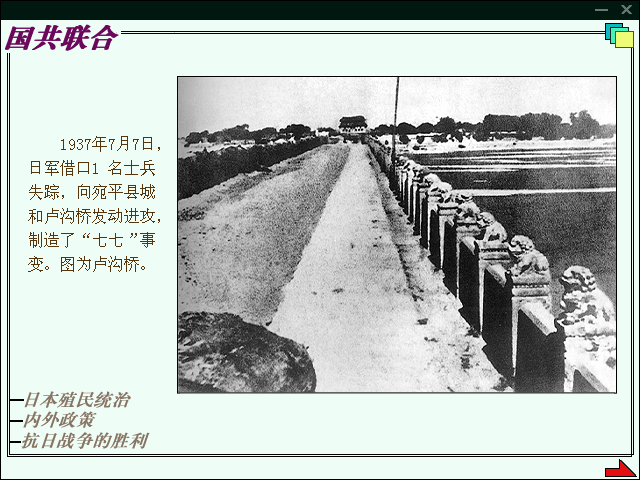 国共联合
1937年7月7日，
日军借口1 名士兵
失踪，向宛平县城
和卢沟桥发动进攻，
制造了“七七 ”事
变。图为卢沟桥。
日本殖民统治
内外政策
抗日战争的胜利